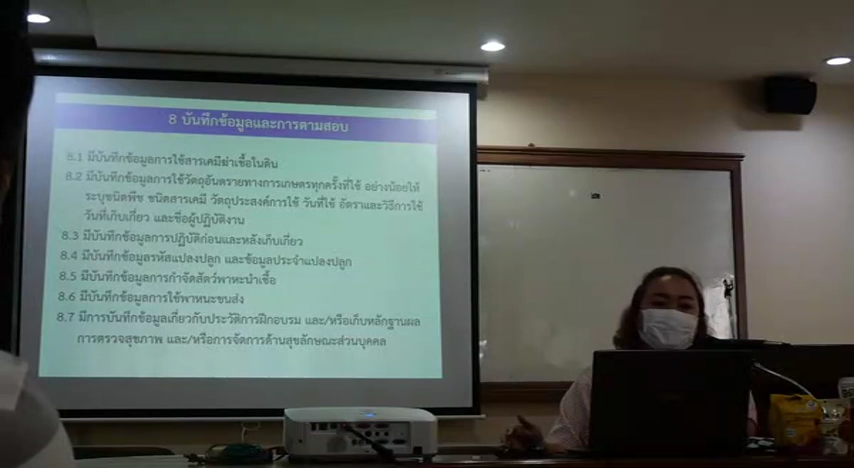 8 บันทึกข้อมูลและการตามสอบ
8.1 มีบันทึกข้อมูลการใช้สารเคมีฆ่าเชื้อในดิน
8.2 มีบันทึกข้อมูลการใช้วัตถุอันตรายทางการเกษตรทุกครั้งที่ใช้ อย่างน้อยให้
ระบุชนิดพืช ชนิดสารเคมี วัตถุประสงค์การใช้ วันที่ใช้ อัตราและวิธีการใช้
วันที่เก็บเกี่ยว และชื่อผู้ปฏิบัติงาน
8.3 มีบันทึกข้อมูลการปฏิบัติก่อนและหลังเก็บเกี่ยว
8.4 มีบันทึกข้อมูลรหัสแปลงปลูก และข้อมูลประจำแปลงปลูก
8.5 มีบันทึกข้อมูลการกำจัดสัตว์พาหะนำเชื้อ
8.6 มีบันทึกข้อมูลการใช้พาหนะขนส่ง
8.7 มีการบันทึกข้อมูลเกี่ยวกับประวัติการฝึกอบรม และ/หรือเก็บหลักฐานผล
การตรวจสุขภาพ และ/หรือการจัดการด้านสุขลักษณะส่วนบุคคล